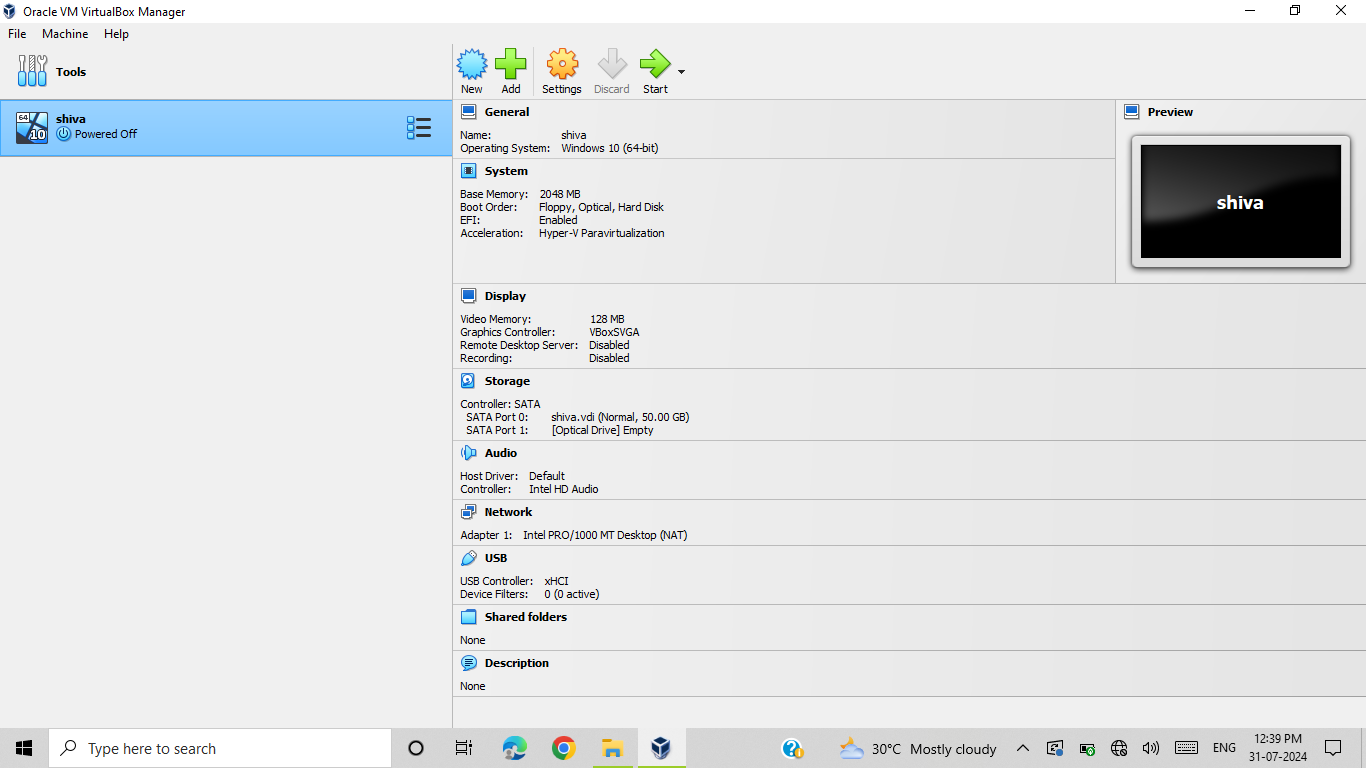 Oracle VM VirtualBox Manager
File Machine Help
Tools
New Add Settings Discard Start
64
10
shiva
Powered Off
General
Name: shiva
Operating System: Windows 10 (64-bit)
System
Base Memory: 2048 MB
Boot Order: Floppy, Optical, Hard Disk
EFI: Enabled
Acceleration: Hyper-V Paravirtualization
Preview
shiva
Display
Video Memory: 128 MB
Graphics Controller: VBoxSVGA
Remote Desktop Server: Disabled
Recording: Disabled
Storage
Controller: SATA
SATA Port 0: shiva.vdi (Normal, 50.00 GB)
SATA Port 1: [Optical Drive] Empty
Audio
Host Driver: Default
Controller: Intel HD Audio
Network
Adapter 1: Intel PRO/1000 MT Desktop (NAT)
USB
USB Controller: xHCI
Device Filters: 0 (0 active)
Shared folders
None
Description
None
Type here to search
30°C Mostly cloudy
ENG
12:39 PM
31-07-2024